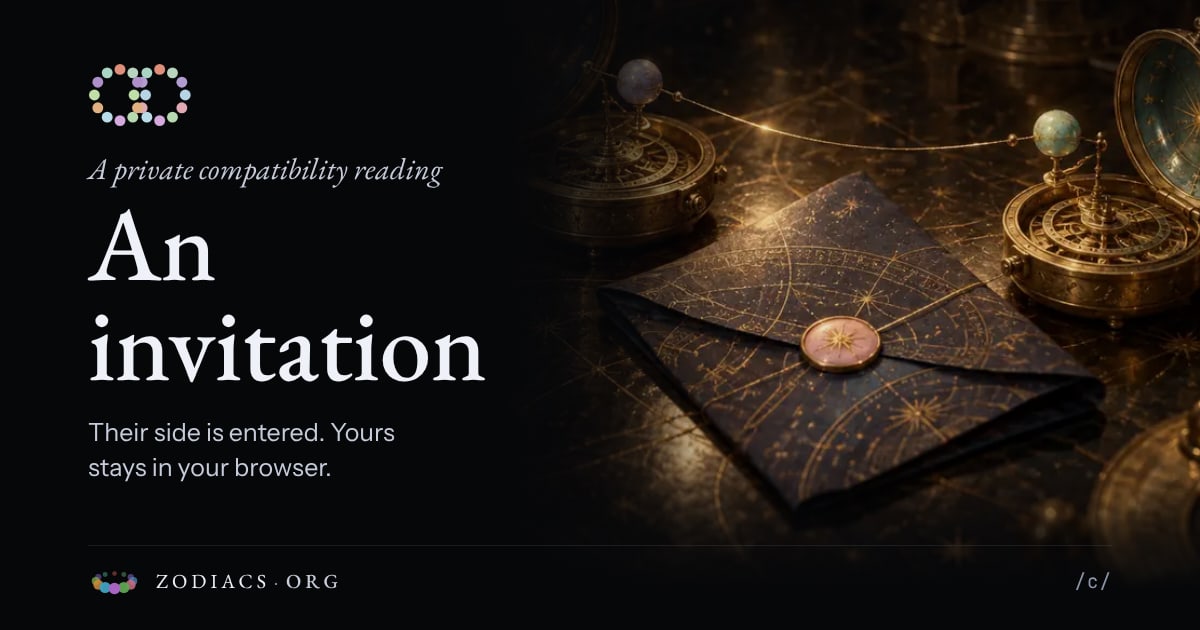 A private compatibility reading
An
invitation
Their side is entered. Yours
stays in your browser.
ZODIACS·ORG
/c/